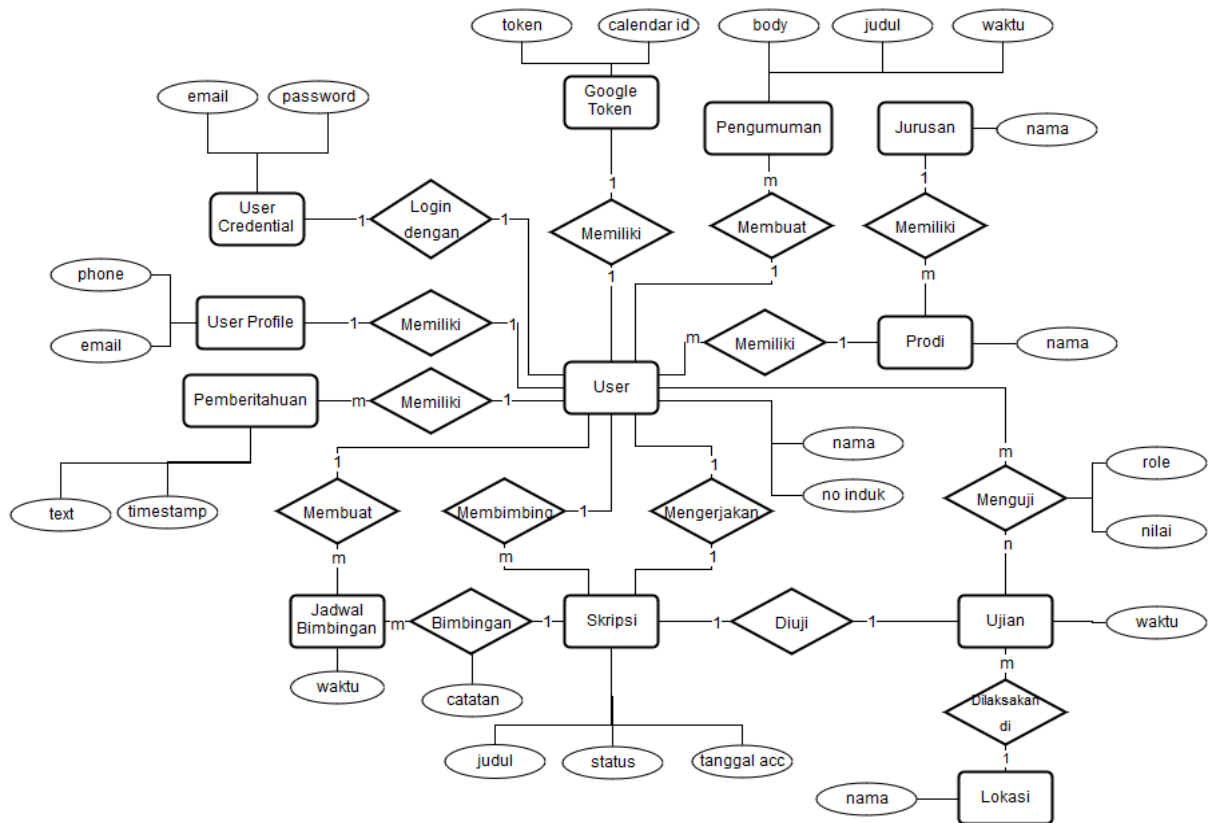 token
calendar id
body
judul
waktu
email
password
Google
Token
Pengumuman
Jurusan
nama
1
m
1
User
Credential
1
Login
dengan
1
Memiliki
Membuat
Memiliki
phone
1
1
m
User Profile
1
Memiliki
1
m
Memiliki
1
Prodi
nama
email
Pemberitahuan
m
Memiliki
1
User
nama
1
1
m
role
text
timestamp
no induk
Membuat
Membimbing
1
Mengerjakan
Menguji
nilai
m
m
1
n
Jadwal
Bimbingan
m
Bimbingan
1
Skripsi
1
Diuji
1
Ujian
waktu
m
waktu
catatan
Dilaksakan
di
judul
status
tanggal acc
1
nama
Lokasi